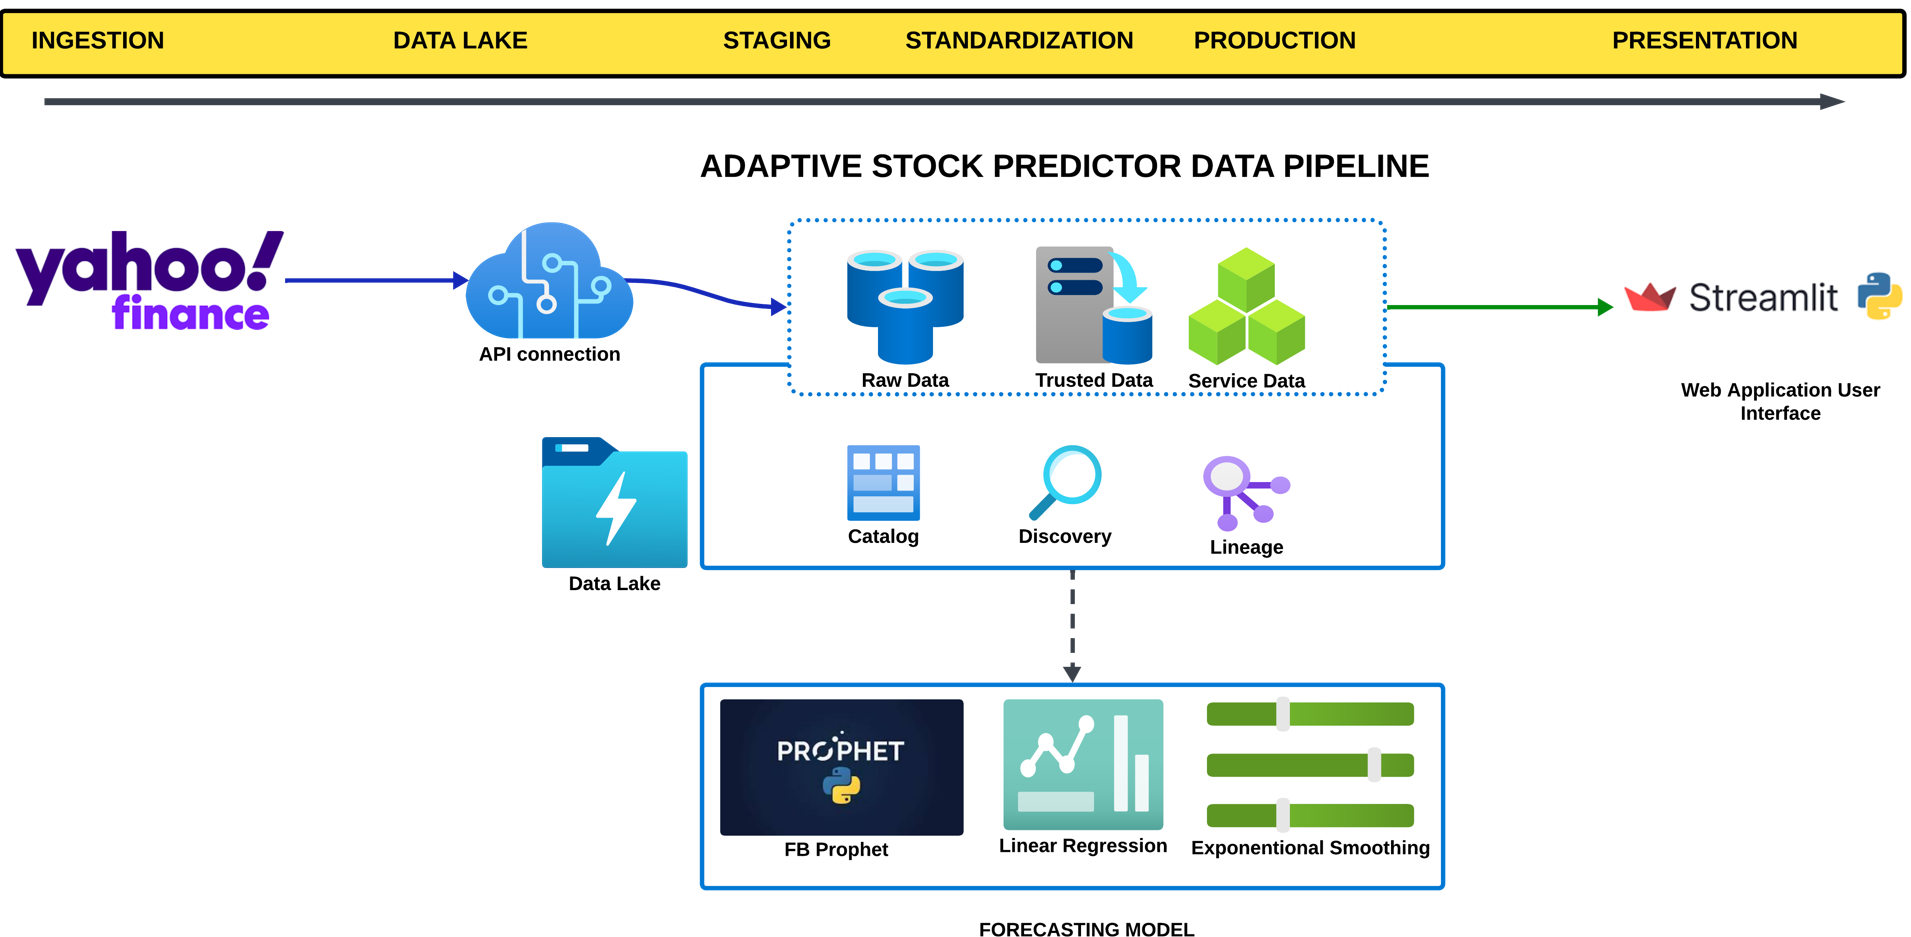 INGESTION DATA LAKE STAGING STANDARDIZATION PRODUCTION PRESENTATION
ADAPTIVE STOCK PREDICTOR DATA PIPELINE
yahoo!
finance
API connection
Raw Data
Trusted Data
Service Data
Streamlit
Web Application User
Interface
Data Lake
Catalog
Discovery
Lineage
PROPHET
FB Prophet
Linear Regression
Exponentional Smoothing
FORECASTING MODEL